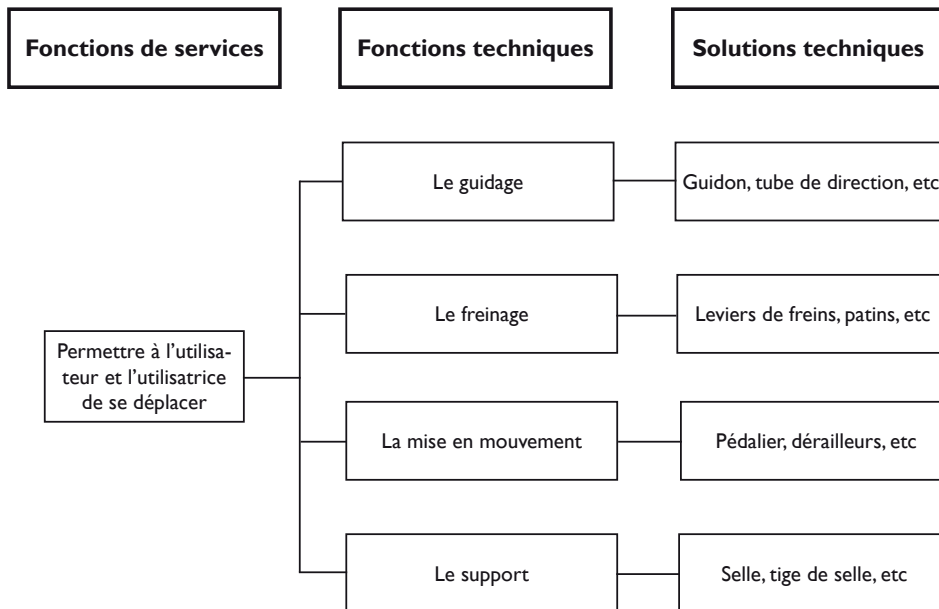 Fonctions de services
Fonctions techniques
Solutions techniques
Le guidage
Guidon, tube de direction, etc
Le freinage
Leviers de freins, patins, etc
Permettre à l'utilisa-
teur et l'utilisatrice
de se déplacer
La mise en mouvement
Pédalier, dérailleurs, etc
Le support
Selle, tige de selle, etc